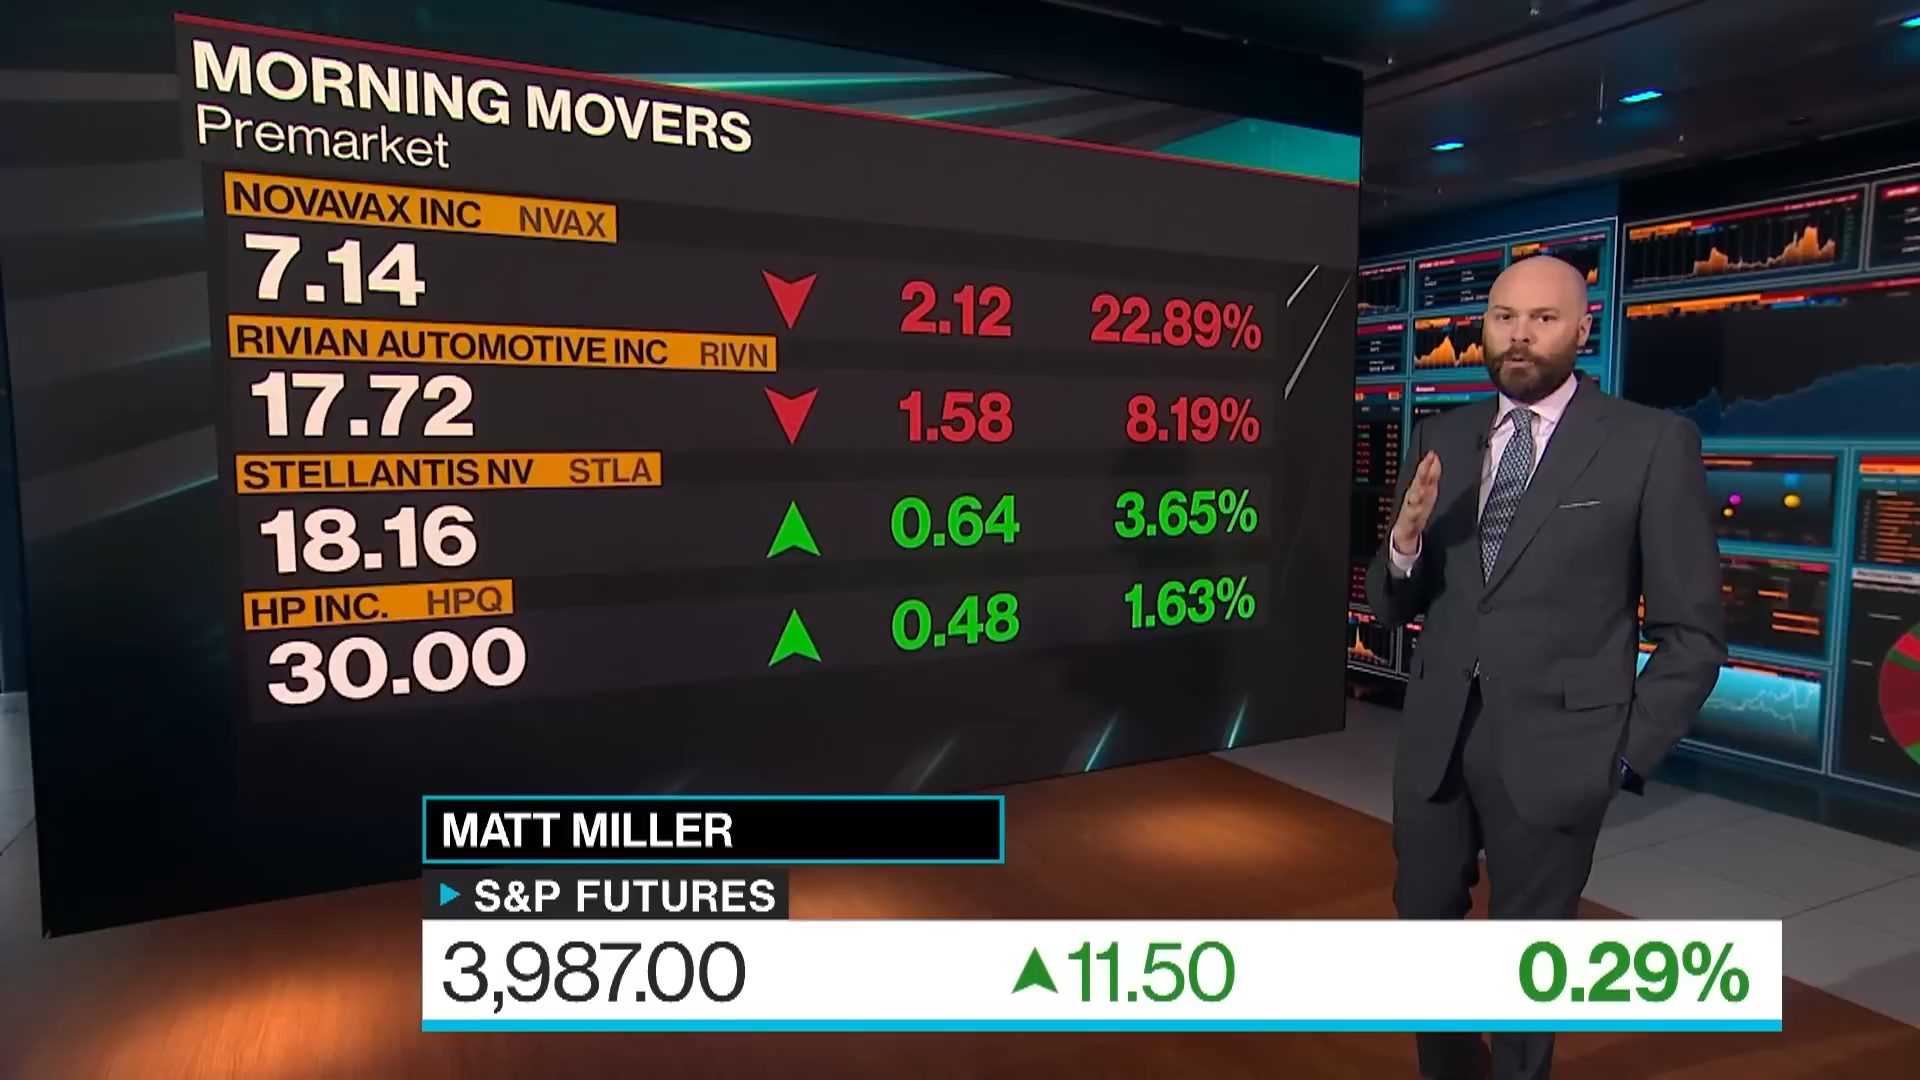 MORNING MOVERS
Premarket
NOVAVAX INC NVAX
7.14 2.12 22.89%
RIVIAN AUTOMOTIVE INC RIVN
17.72 1.58 8.19%
STELLANTIS NV STLA
18.16 0.64 3.65%
HP INC. HPQ
30.00 0.48 1.63%
MATT MILLER
S&P FUTURES
3,987.00 11.50 0.29%